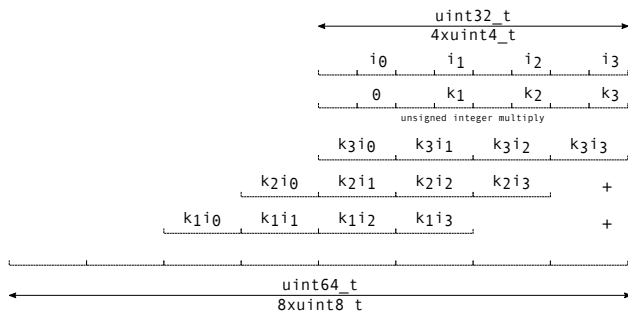 uint32_t
4xuint4_t
i0 i1 i2 i3
0 k1 k2 k3
unsigned integer multiply
k3i0 k3i1 k3i2 k3i3
k2i0 k2i1 k2i2 k2i3 +
k1i0 k1i1 k1i2 k1i3 +
uint64_t
8xuint8_t